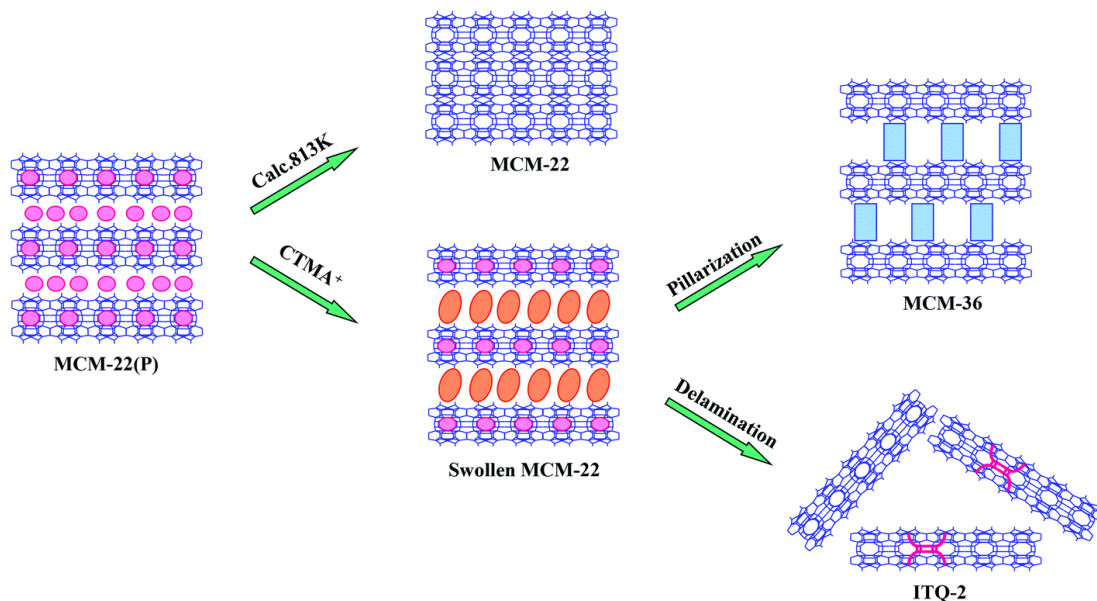 MCM-22(P)
Calc.813K
CTMA⁺
MCM-22
Swollen MCM-22
Pillarization
Delamination
MCM-36
ITQ-2